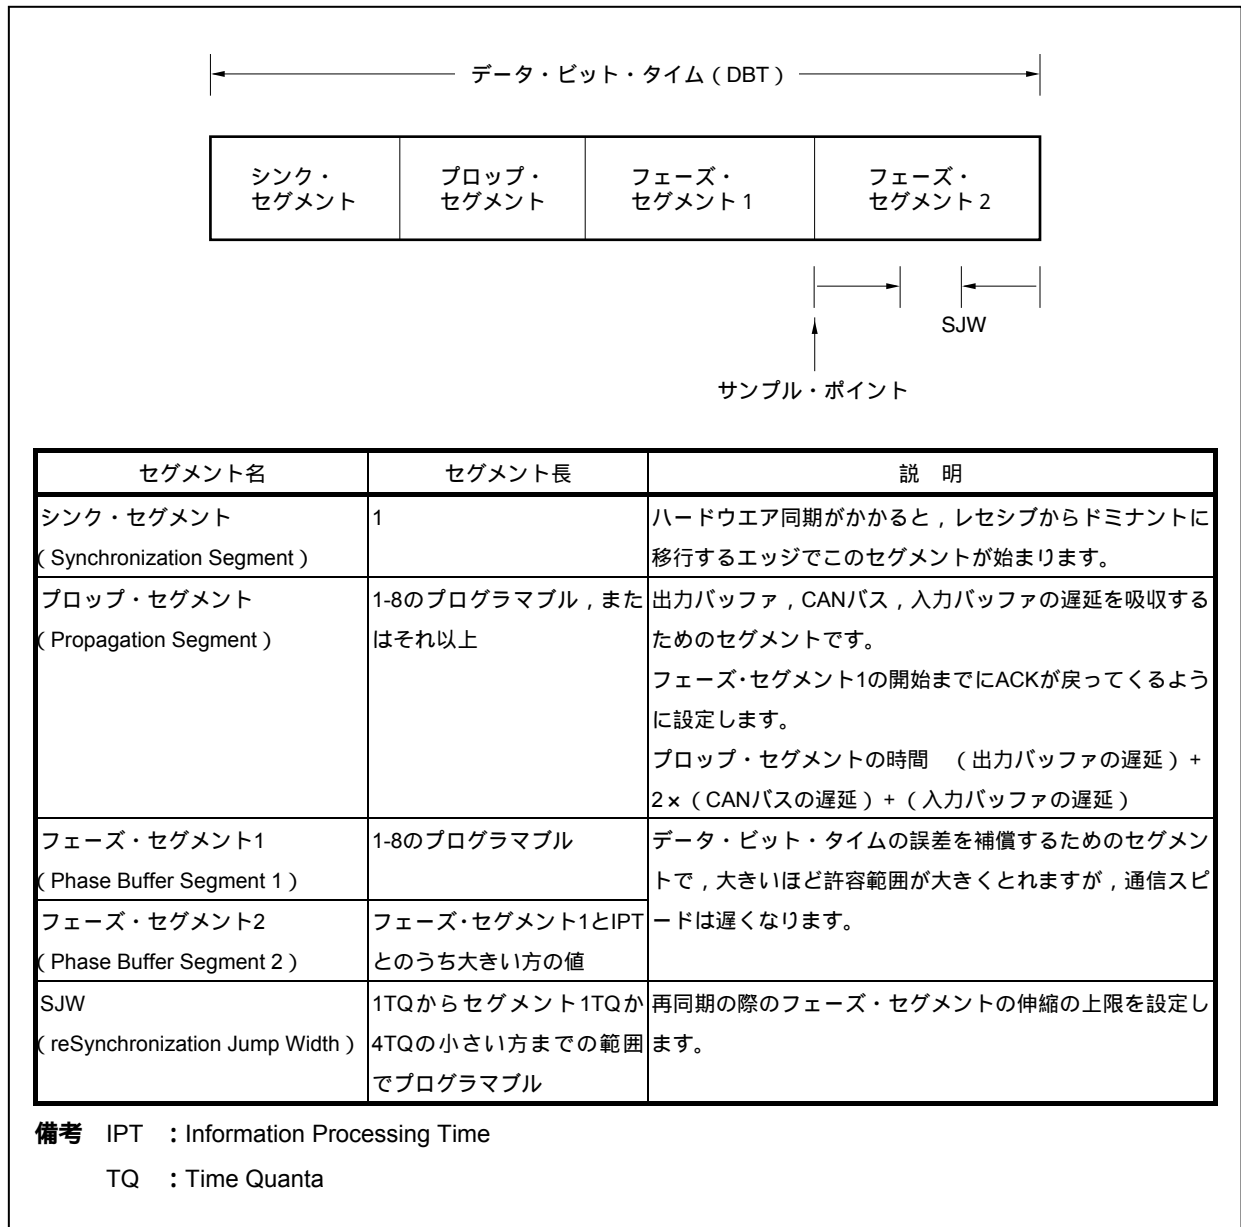 データ・ビット・タイム（DBT）
シンク・
セグメント
プロップ・
セグメント
フェーズ・
セグメント1
フェーズ・
セグメント2
SJW
サンプル・ポイント
セグメント名 セグメント長 説　明
シンク・セグメント
（Synchronization Segment）
1
ハードウエア同期がかかると，レセシブからドミナントに
移行するエッジでこのセグメントが始まります。
プロップ・セグメント
（Propagation Segment）
1-8のプログラマブル，また
はそれ以上
出力バッファ，CANバス，入力バッファの遅延を吸収する
ためのセグメントです。
フェーズ・セグメント1の開始までにACKが戻ってくるよう
に設定します。
プロップ・セグメントの時間　（出力バッファの遅延）+
2×（CANバスの遅延）+（入力バッファの遅延）
フェーズ・セグメント1
（Phase Buffer Segment 1）
1-8のプログラマブル
データ・ビット・タイムの誤差を補償するためのセグメン
トで，大きいほど許容範囲が大きくとれますが，通信スピ
ードは遅くなります。
フェーズ・セグメント2
（Phase Buffer Segment 2）
フェーズ・セグメント1とIPT
とのうち大きい方の値
SJW
（reSynchronization Jump Width）
1TQからセグメント1TQか
4TQの小さい方までの範囲
でプログラマブル
再同期の際のフェーズ・セグメントの伸縮の上限を設定し
ます。
備考 IPT ：Information Processing Time
TQ ：Time Quanta